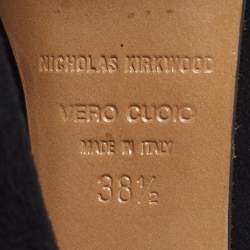 NICHOLAS KIRKWOOD
VERO CUOIO
MADE IN ITALY
38½